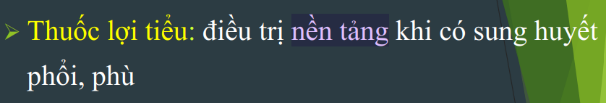 Thuốc lợi tiểu: điều trị nền tảng khi có sung huyết
phổi, phù